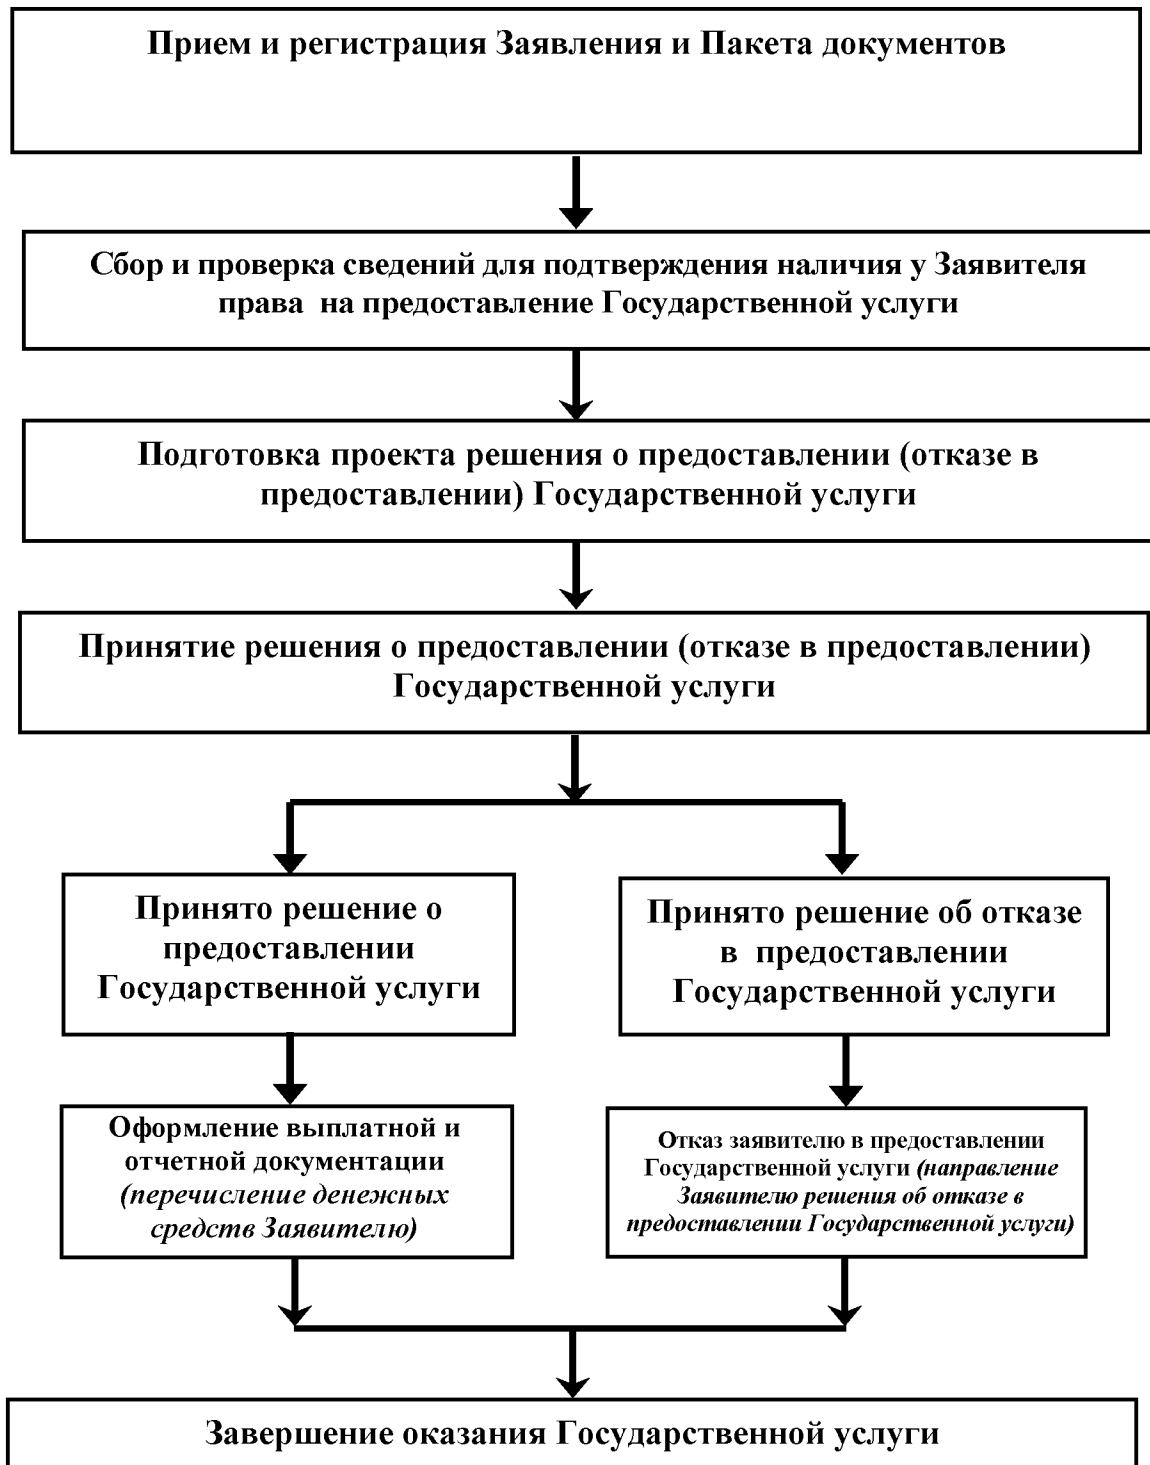 Прием и регистрация Заявления и Пакета документов
Сбор и проверка сведений для подтверждения наличия у Заявителя
права на предоставление Государственной услуги
Подготовка проекта решения о предоставлении (отказе в
предоставлении) Государственной услуги
Принятие решения о предоставлении (отказе в предоставлении)
Государственной услуги
Принято решение о
предоставлении
Государственной услуги
Принято решение об отказе
в предоставлении
Государственной услуги
Оформление выплатной и
отчетной документации
(перечисление денежных
средств Заявителю)
Отказ заявителю в предоставлении
Государственной услуги (направление
Заявителю решения об отказе в
предоставлении Государственной услуги)
Завершение оказания Государственной услуги